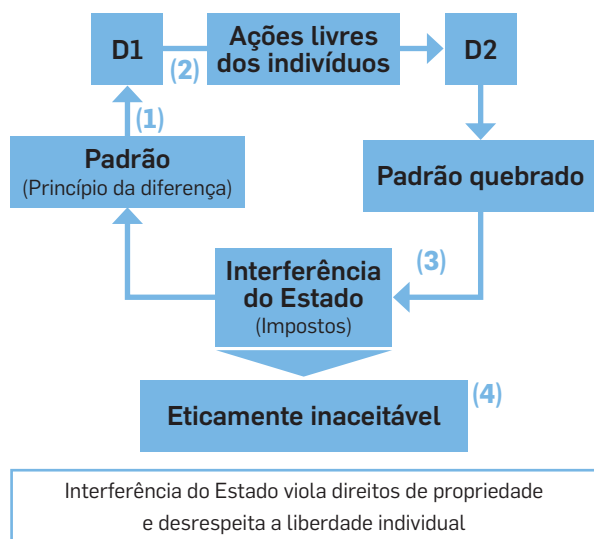 D1
(2)
Ações livres
dos indivíduos
D2
(1)
Padrão
(Princípio da diferença)
Padrão quebrado
Interferência
do Estado
(Impostos)
(3)
Eticamente inaceitável
(4)
Interferência do Estado viola direitos de propriedade
e desrespeita a liberdade individual